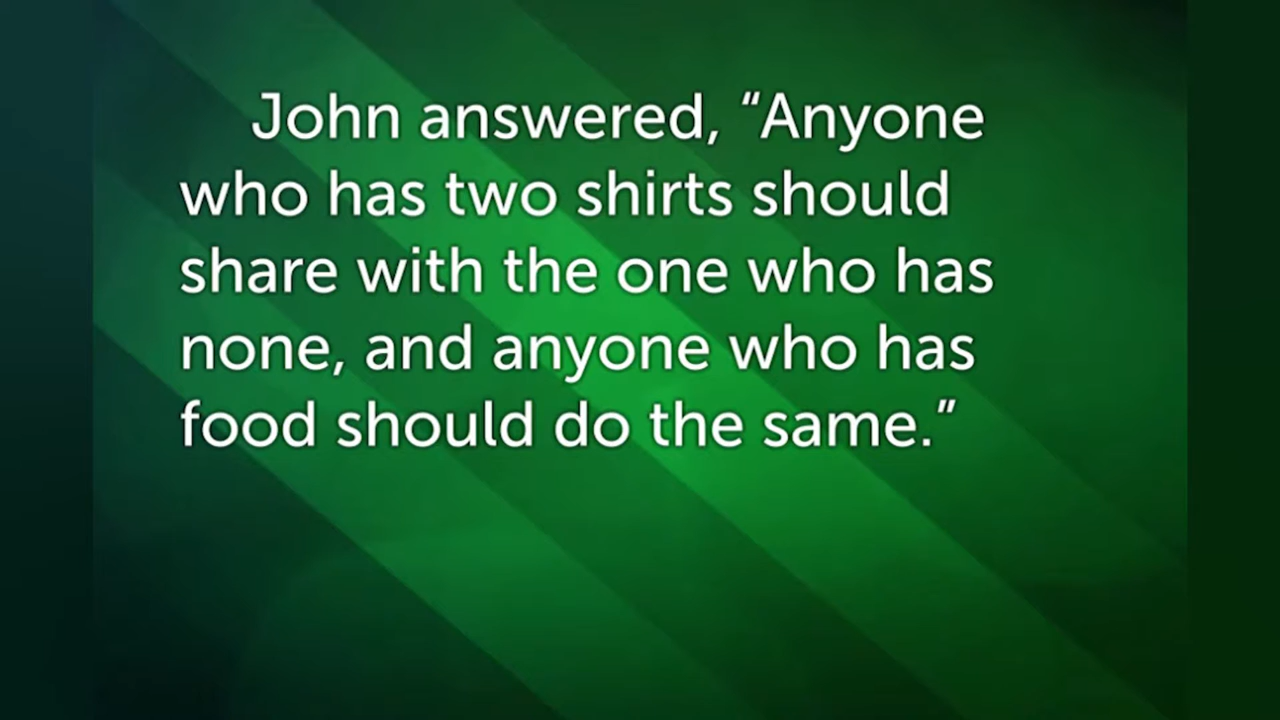 John answered, “Anyone
who has two shirts should
share with the one who has
none, and anyone who has
food should do the same.”